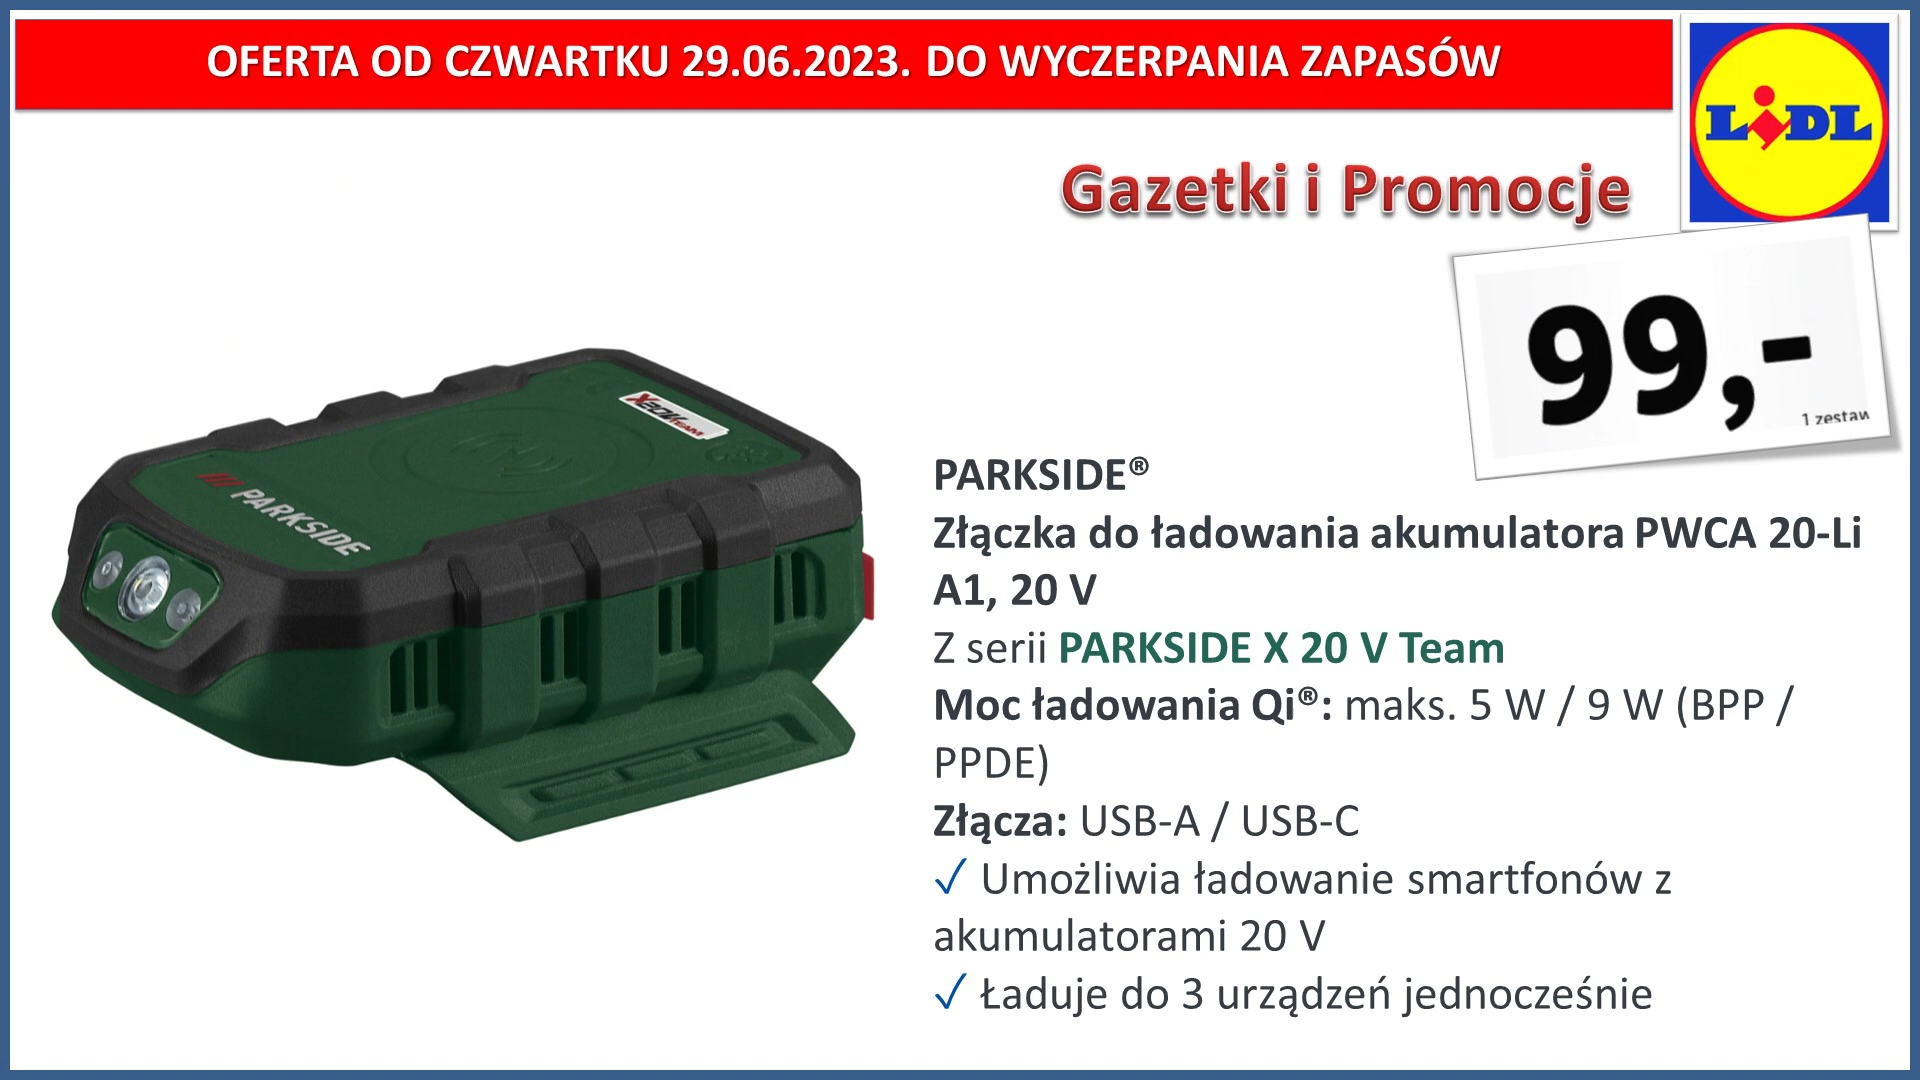 OFERTA OD CZWARTKU 29.06.2023. DO WYCZERPANIA ZAPASÓW
LIDL
Gazetki i Promocje
99,-
1 zestaw
X20VTEAM
PARKSIDE
PARKSIDE®
Złączka do ładowania akumulatora PWCA 20-Li
A1, 20 V
Z serii PARKSIDE X 20 V Team
Moc ładowania Qi®: maks. 5 W / 9 W (BPP /
PPDE)
Złącza: USB-A / USB-C
✓ Umożliwia ładowanie smartfonów z
akumulatorami 20 V
✓ Ładuje do 3 urządzeń jednocześnie